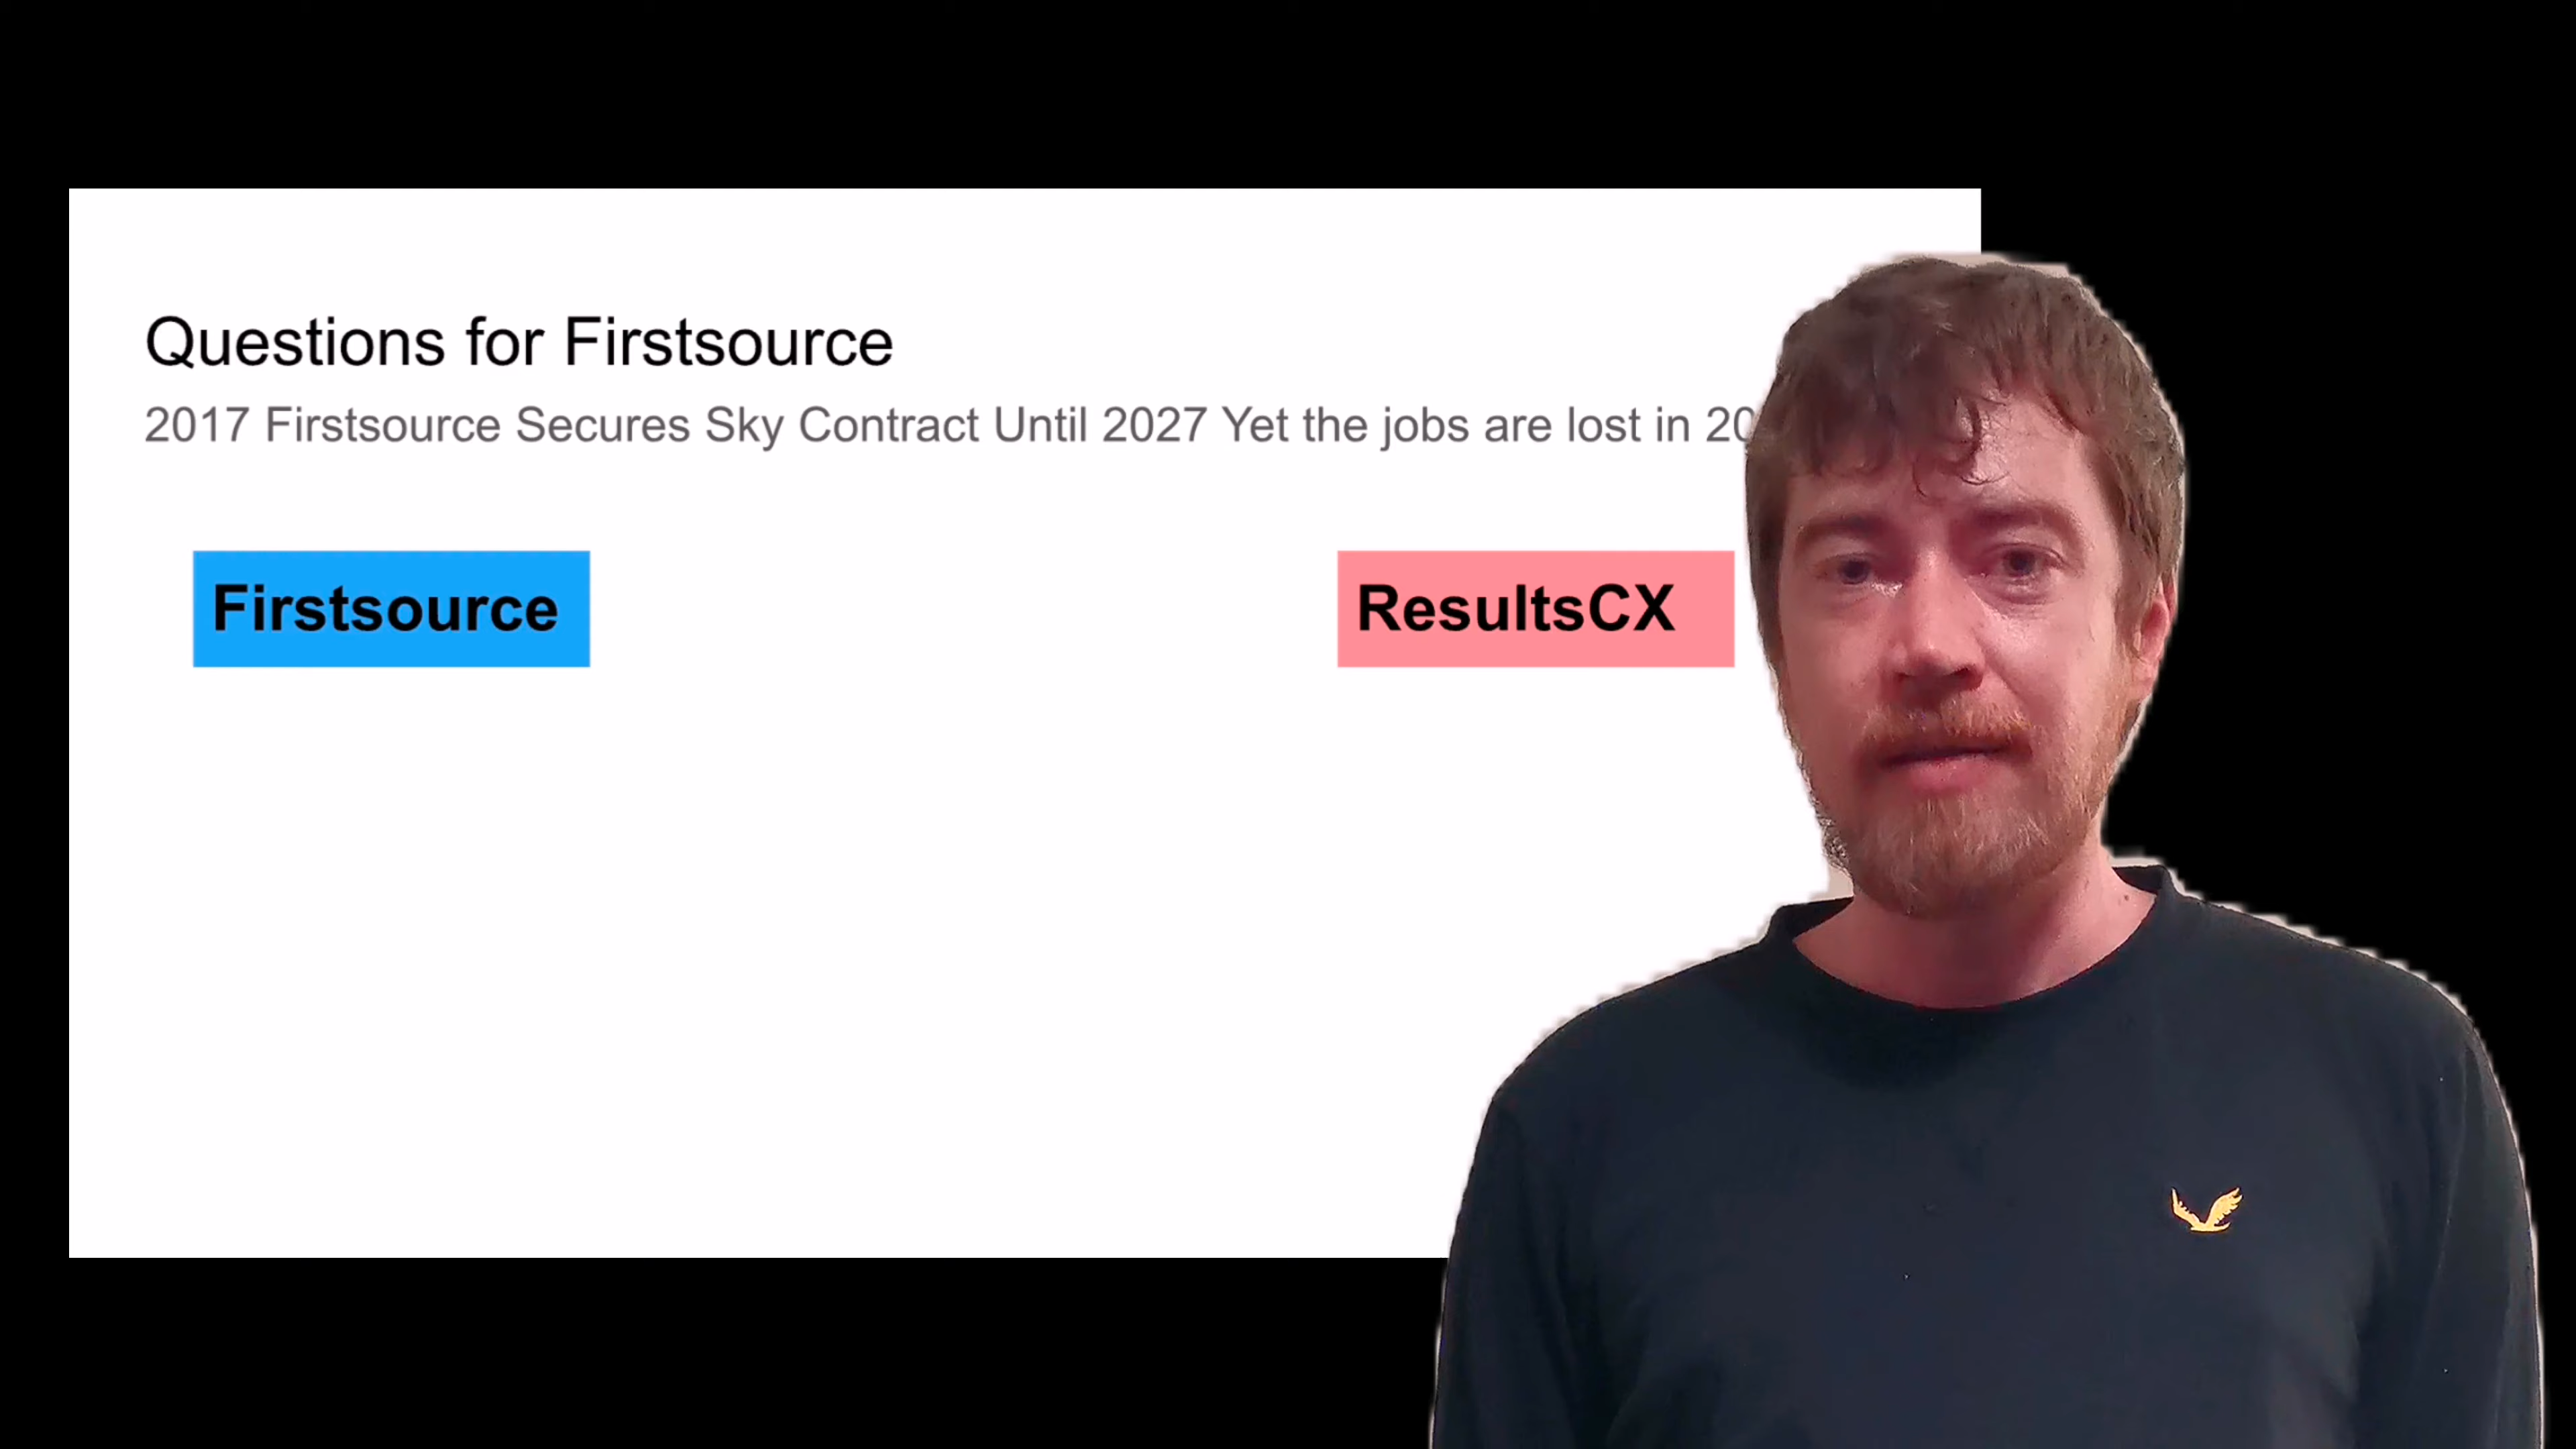 Questions for Firstsource
2017 Firstsource Secures Sky Contract Until 2027 Yet the jobs are lost in
Firstsource
ResultsCX